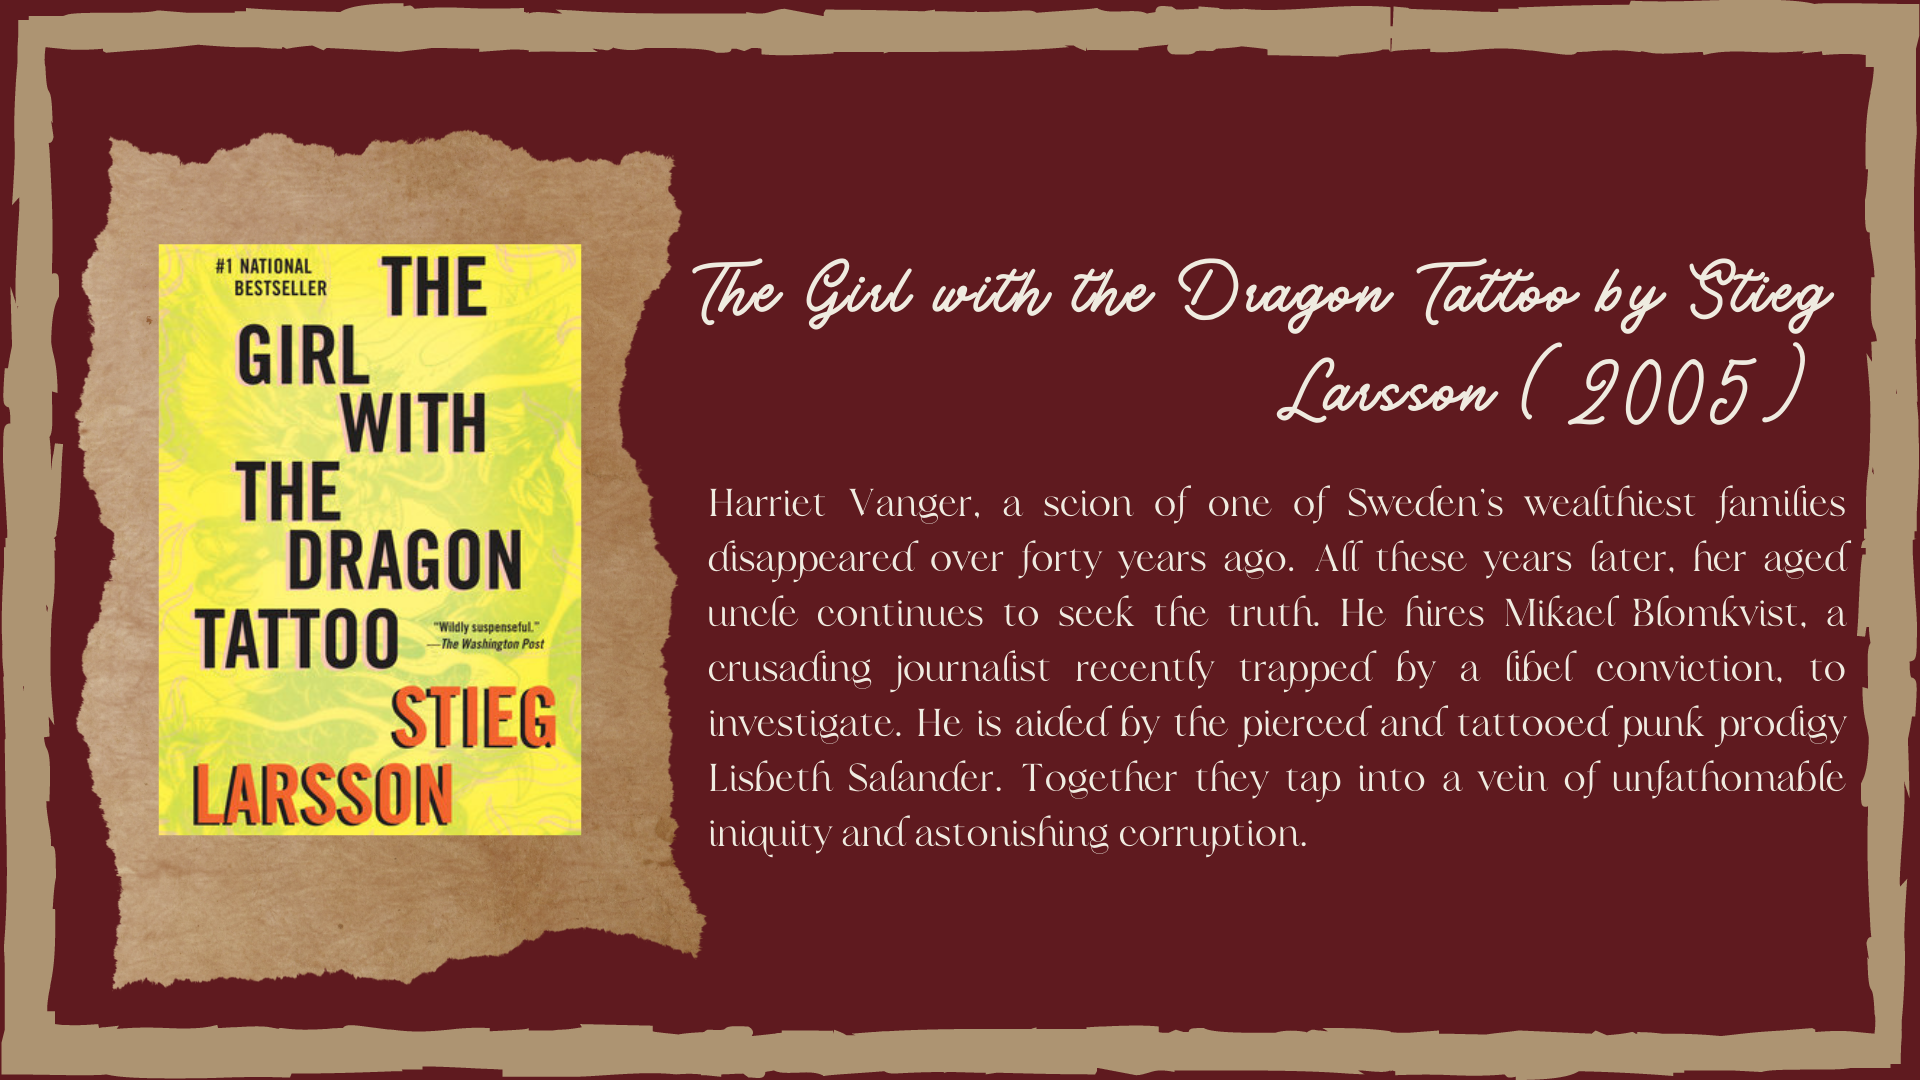 #1 NATIONAL
BESTSELLER
THE
GIRL
WITH
THE
DRAGON
TATTOO
"Wildly suspenseful."
—The Washington Post
STIEG
LARSSON
The Girl with the Dragon Tattoo by Stieg
Larsson ( 2005 )
Harriet Vanger, a scion of one of Sweden's wealthiest families
disappeared over forty years ago. All these years later, her aged
uncle continues to seek the truth. He hires Mikael Blomkvist, a
crusading journalist recently trapped by a libel conviction, to
investigate. He is aided by the pierced and tattooed punk prodigy
Lisbeth Salander. Together they tap into a vein of unfathomable
iniquity and astonishing corruption.